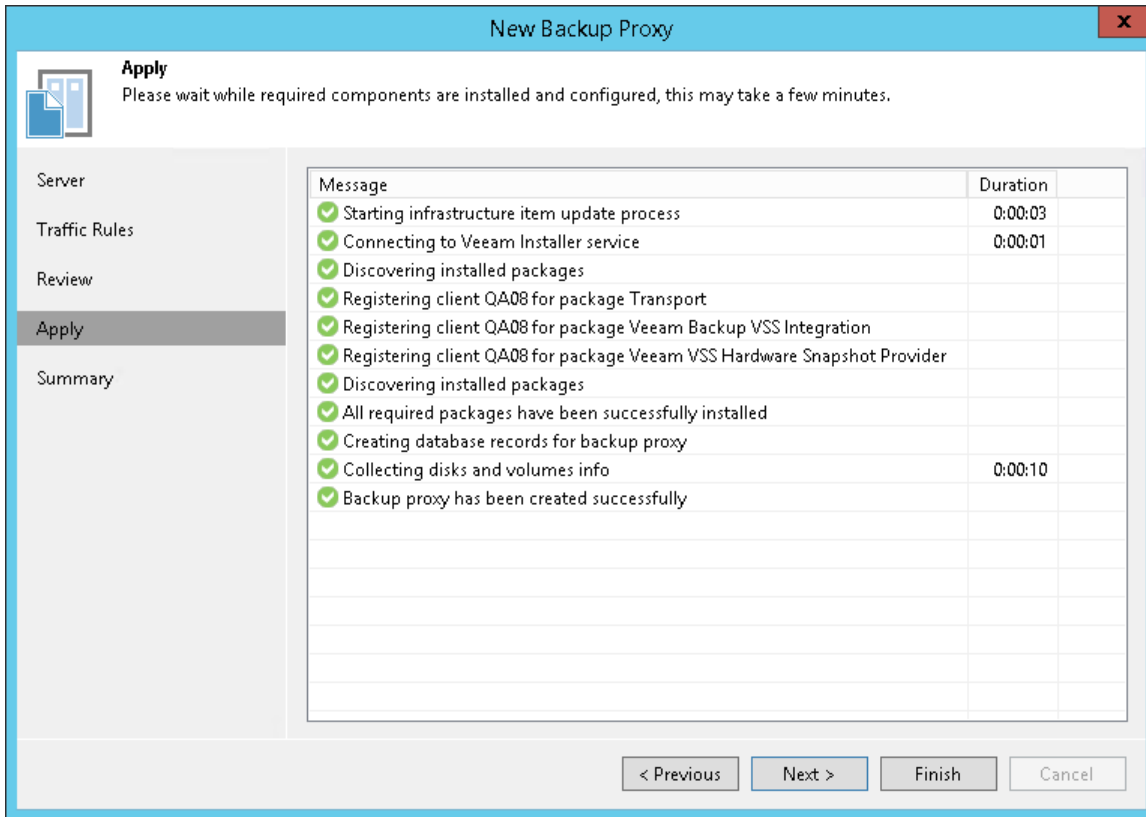 New Backup Proxy
x
Apply
Please wait while required components are installed and configured, this may take a few minutes.
Server
Traffic Rules
Review
Apply
Summary
Message Duration
Starting infrastructure item update process 0:00:03
Connecting to Veeam Installer service 0:00:01
Discovering installed packages
Registering client QA08 for package Transport
Registering client QA08 for package Veeam Backup VSS Integration
Registering client QA08 for package Veeam VSS Hardware Snapshot Provider
Discovering installed packages
All required packages have been successfully installed
Creating database records for backup proxy
Collecting disks and volumes info 0:00:10
Backup proxy has been created successfully
< Previous Next > Finish Cancel